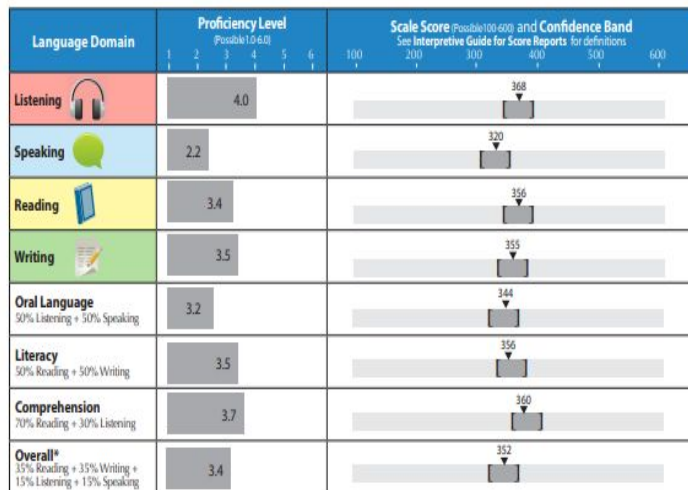 Language Domain
Proficiency Level
(Possible 1.0-6.0)
1 2 3 4 5 6
Scale Score (Possible 100-600) and Confidence Band
See Interpretive Guide for Score Reports for definitions
100 200 300 400 500 600
Listening
4.0
368
Speaking
2.2
320
Reading
3.4
356
Writing
3.5
355
Oral Language
50% Listening + 50% Speaking
3.2
344
Literacy
50% Reading + 50% Writing
3.5
356
Comprehension
70% Reading + 30% Listening
3.7
360
Overall*
35% Reading + 35% Writing +
15% Listening + 15% Speaking
3.4
352